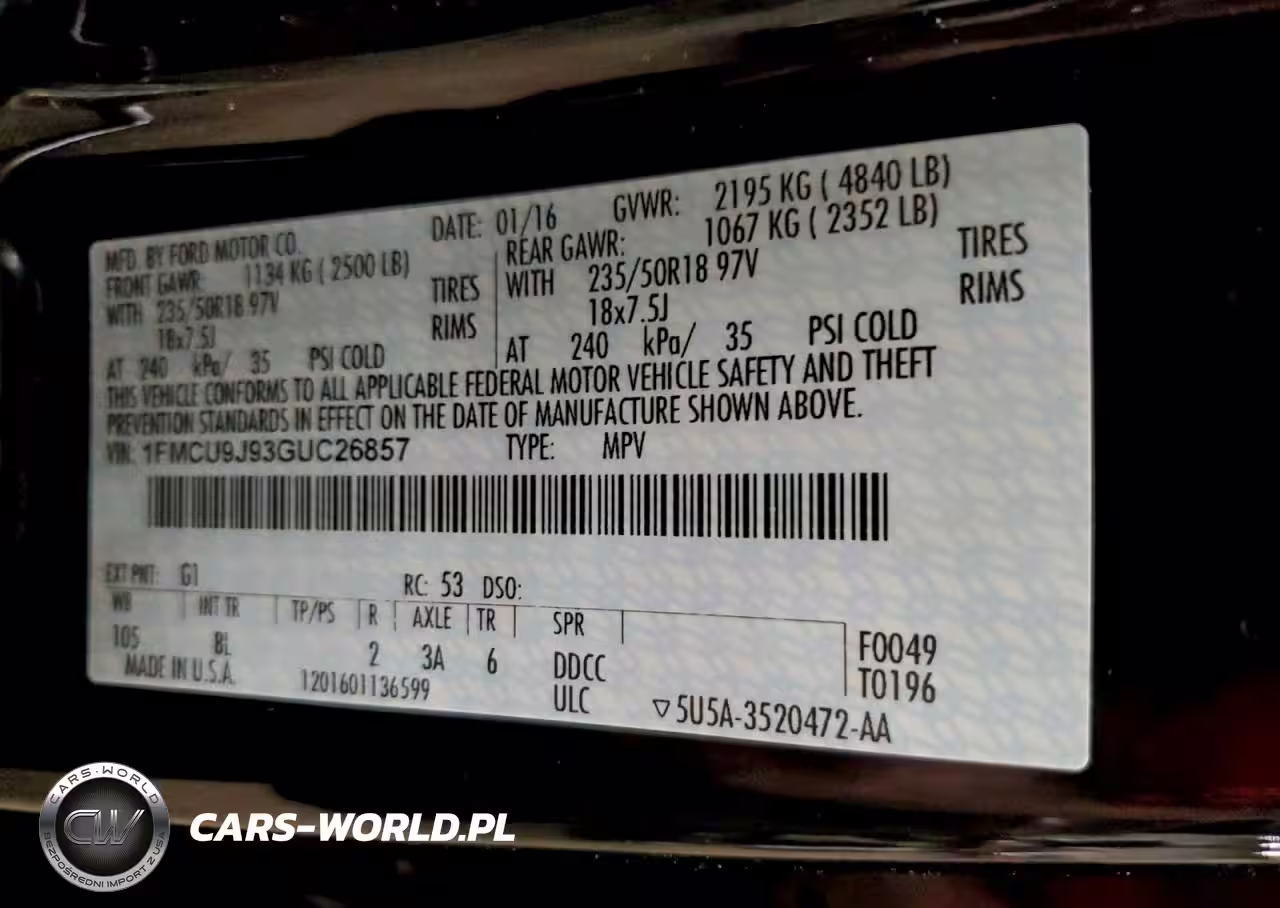 MFD. BY FORD MOTOR CO. DATE: 01/16 GVWR: 2195 KG ( 4840 LB)
FRONT GAWR: 1134 KG ( 2500 LB) REAR GAWR: 1067 KG ( 2352 LB)
WITH 235/50R18 97V TIRES WITH 235/50R18 97V TIRES
18x7.5J RIMS 18x7.5J RIMS
AT 240 kPa/ 35 PSI COLD AT 240 kPa/ 35 PSI COLD
THIS VEHICLE CONFORMS TO ALL APPLICABLE FEDERAL MOTOR VEHICLE SAFETY AND THEFT
PREVENTION STANDARDS IN EFFECT ON THE DATE OF MANUFACTURE SHOWN ABOVE.
VIN: 1FMCU9J93GUC26857 TYPE: MPV
EXT PNT: G1 RC: 53 DSO:
WB INT TR TP/PS R AXLE TR SPR
105 8L 2 3A 6 DDCC F0049
MADE IN U.S.A. 1201601136599 ULC T0196
▽5U5A-3520472-AA
CARS-WORLD
CW
BEZPOŚREDNI IMPORT Z USA
CARS-WORLD.PL